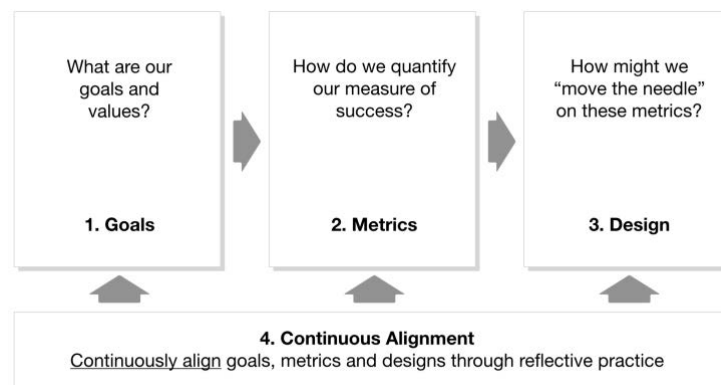 What are our
goals and
values?
1. Goals
How do we quantify
our measure of
success?
2. Metrics
How might we
“move the needle”
on these metrics?
3. Design
4. Continuous Alignment
Continuously align goals, metrics and designs through reflective practice